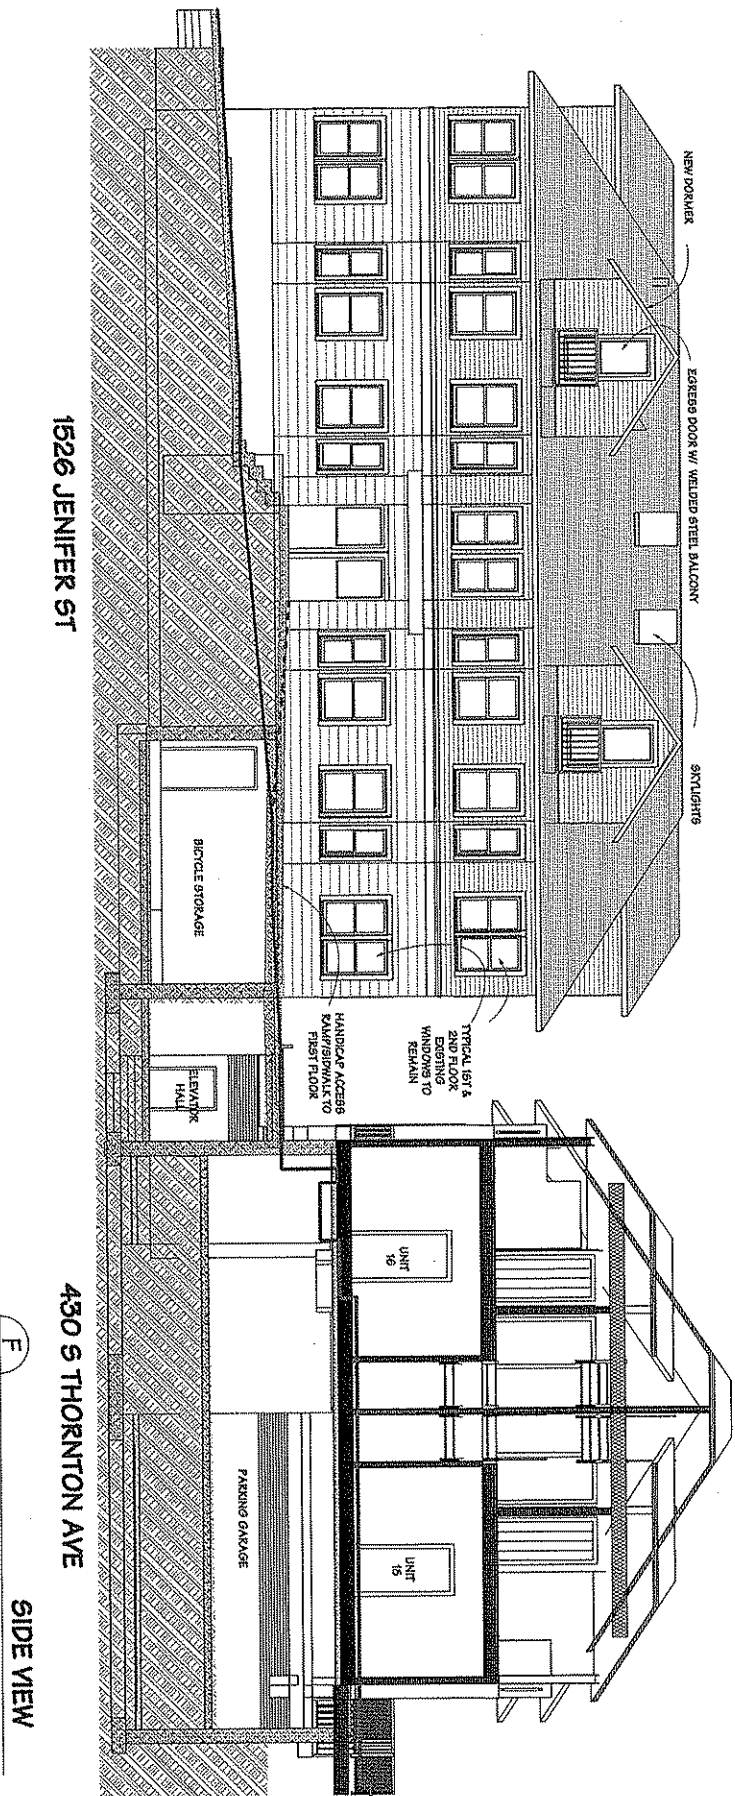 NEW DORMER
EGRESS DOOR W/ WELDED STEEL BALCONY
SKYLIGHTS
TYPICAL 1ST &
2ND FLOOR
EXISTING
WINDOWS TO
REMAIN
HANDICAP ACCESS
RAMP/SIDWALK TO
FIRST FLOOR
BICYCLE STORAGE
ELEVATOR
HALL
UNIT
16
UNIT
15
PARKING GARAGE
1526 JENIFER ST
430 S THORNTON AVE
F
SIDE VIEW